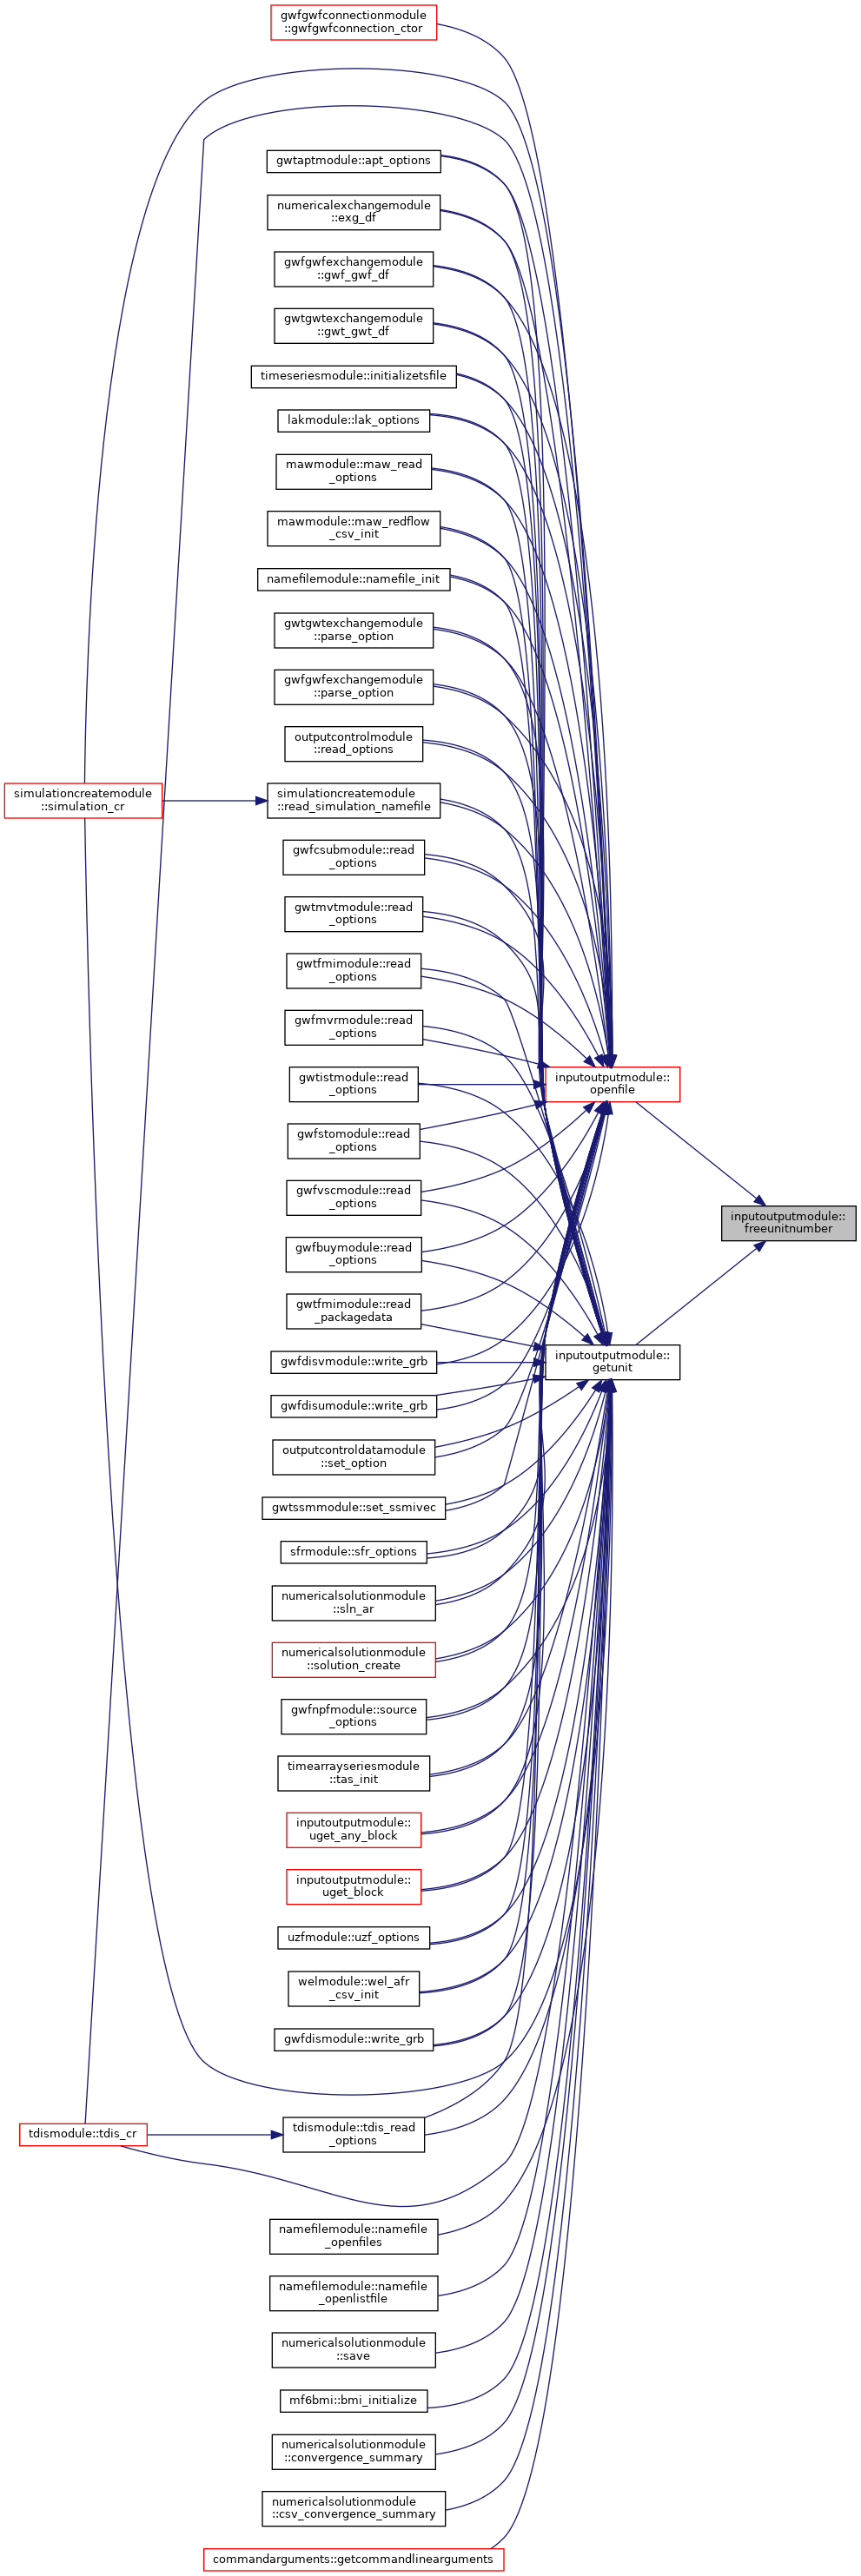 gwfgwfconnectionmodule
::gwfgwfconnection_ctor
gwtaptmodule::apt_options
numericalexchangemodule
::exg_df
gwfgwfexchangemodule
::gwf_gwf_df
gwtgwtexchangemodule
::gwt_gwt_df
timeseriesmodule::initializetsfile
lakmodule::lak_options
mawmodule::maw_read
_options
mawmodule::maw_redflow
_csv_init
namefilemodule::namefile_init
gwtgwtexchangemodule
::parse_option
gwfgwfexchangemodule
::parse_option
outputcontrolmodule
::read_options
simulationcreatemodule
::simulation_cr
simulationcreatemodule
::read_simulation_namefile
gwfcsubmodule::read
_options
gwtmvtmodule::read
_options
gwtfmimodule::read
_options
gwfmvrmodule::read
_options
gwtistmodule::read
_options
inputoutputmodule::
openfile
gwfstomodule::read
_options
gwfvscmodule::read
_options
inputoutputmodule::
freeunitnumber
gwfbuymodule::read
_options
gwtfmimodule::read
_packagedata
gwfdisvmodule::write_grb
inputoutputmodule::
getunit
gwfdisumodule::write_grb
outputcontroldatamodule
::set_option
gwtssmmodule::set_ssmivec
sfrmodule::sfr_options
numericalsolutionmodule
::sln_ar
numericalsolutionmodule
::solution_create
gwfnpfmodule::source
_options
timearrayseriesmodule
::tas_init
inputoutputmodule::
uget_any_block
inputoutputmodule::
uget_block
uzfmodule::uzf_options
welmodule::wel_afr
_csv_init
gwfdismodule::write_grb
tdismodule::tdis_cr
tdismodule::tdis_read
_options
namefilemodule::namefile
_openfiles
namefilemodule::namefile
_openlistfile
numericalsolutionmodule
::save
mf6bmi::bmi_initialize
numericalsolutionmodule
::convergence_summary
numericalsolutionmodule
::csv_convergence_summary
commandarguments::getcommandlinearguments